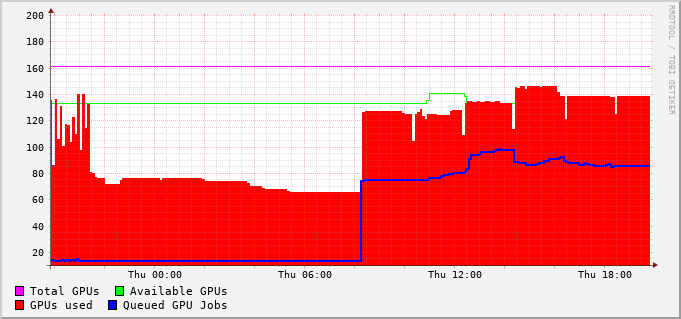 200
180
160
140
120
100
80
60
40
20
Thu 00:00 Thu 06:00 Thu 12:00 Thu 18:00
Total GPUs Available GPUs
GPUs used Queued GPU Jobs
RRDTOOL / TOBI OETIKER